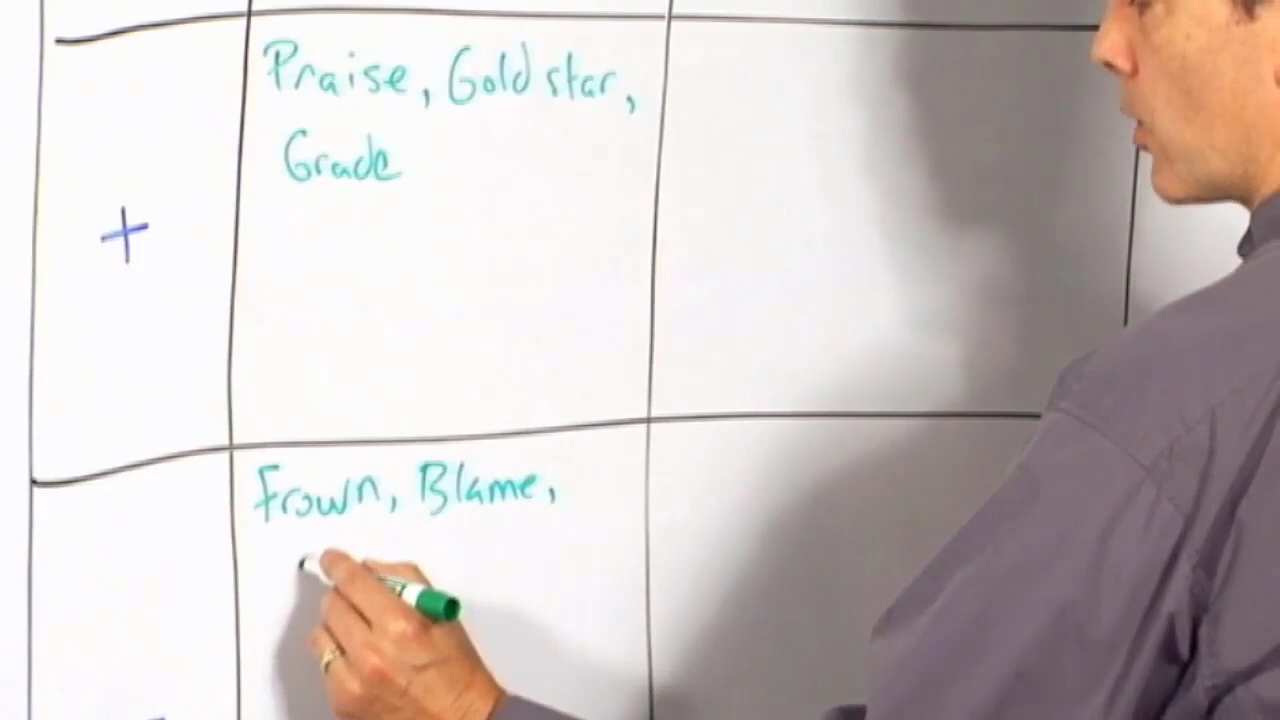 Praise, Gold star,
Grade
+
Frown, Blame,